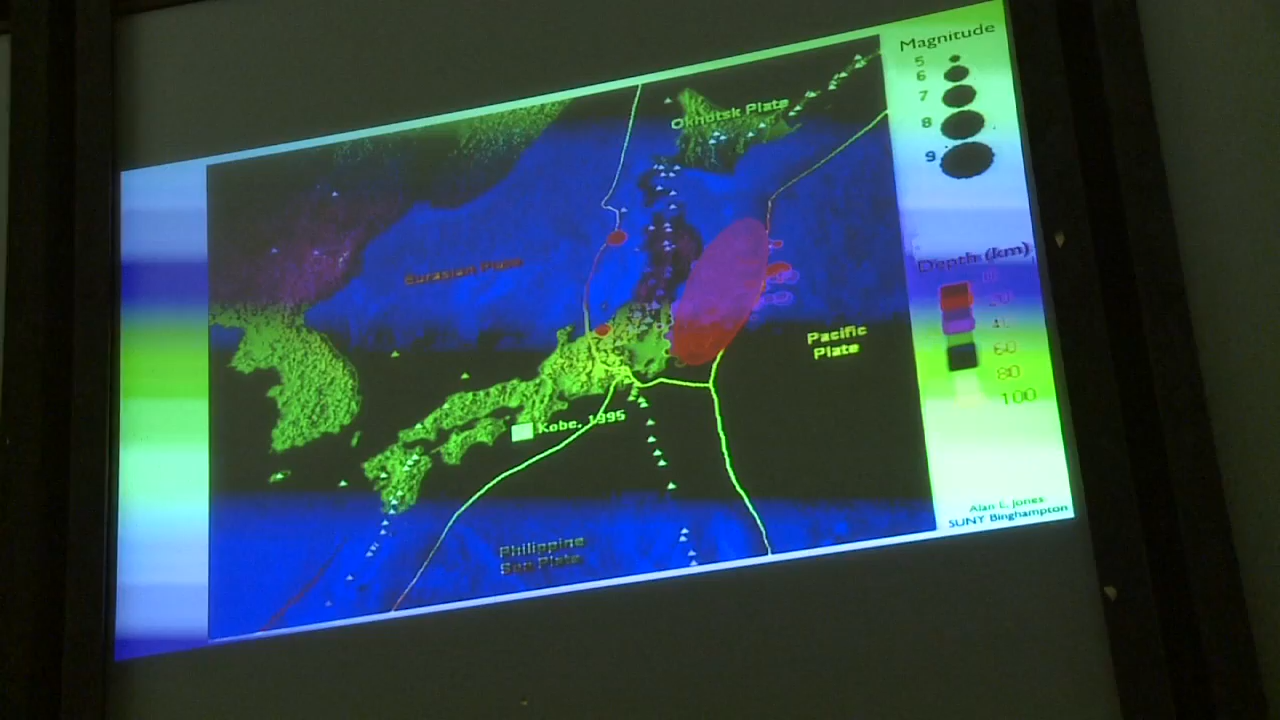 Magnitude
5
6
7
8
9
Okhotsk Plate
Eurasian Plate
Depth (km)
10
20
40
60
80
100
Pacific
Plate
Kobe, 1995
Philippine
Sea Plate
Alan L. Jones
SUNY Binghampton